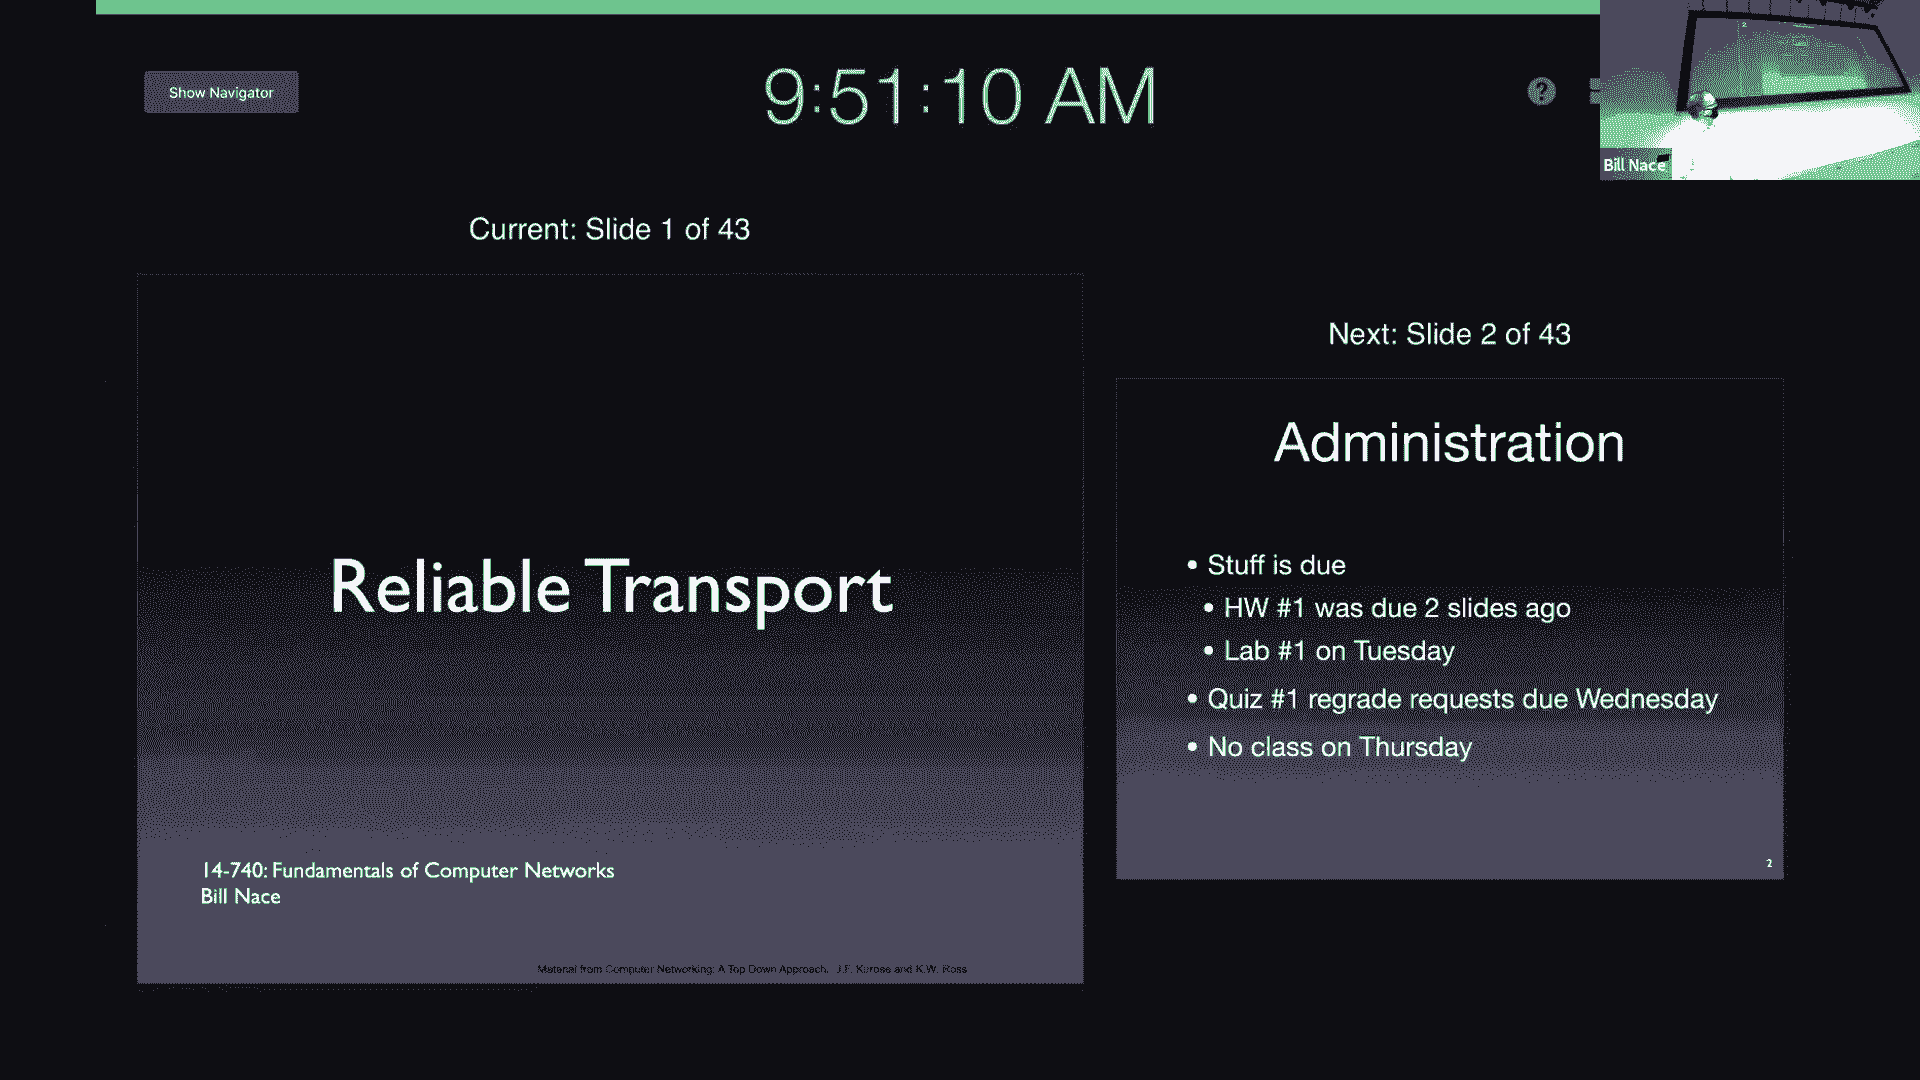 Show Navigator
9:51:10 AM
?
Bill Nace
Current: Slide 1 of 43
Next: Slide 2 of 43
Reliable Transport
14-740: Fundamentals of Computer Networks
Bill Nace
Material from Computer Networking: A Top Down Approach. J.F. Kurose and K.W. Ross
Administration
• Stuff is due
• HW #1 was due 2 slides ago
• Lab #1 on Tuesday
• Quiz #1 regrade requests due Wednesday
• No class on Thursday
2